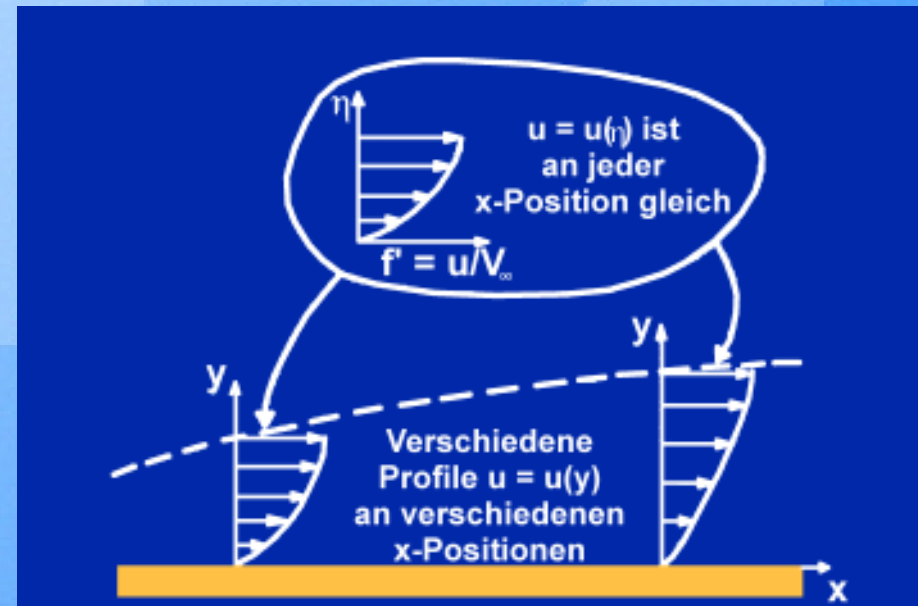 η
u = u(η) ist
an jeder
x-Position gleich
f' = u/V∞
y
y
Verschiedene
Profile u = u(y)
an verschiedenen
x-Positionen
x